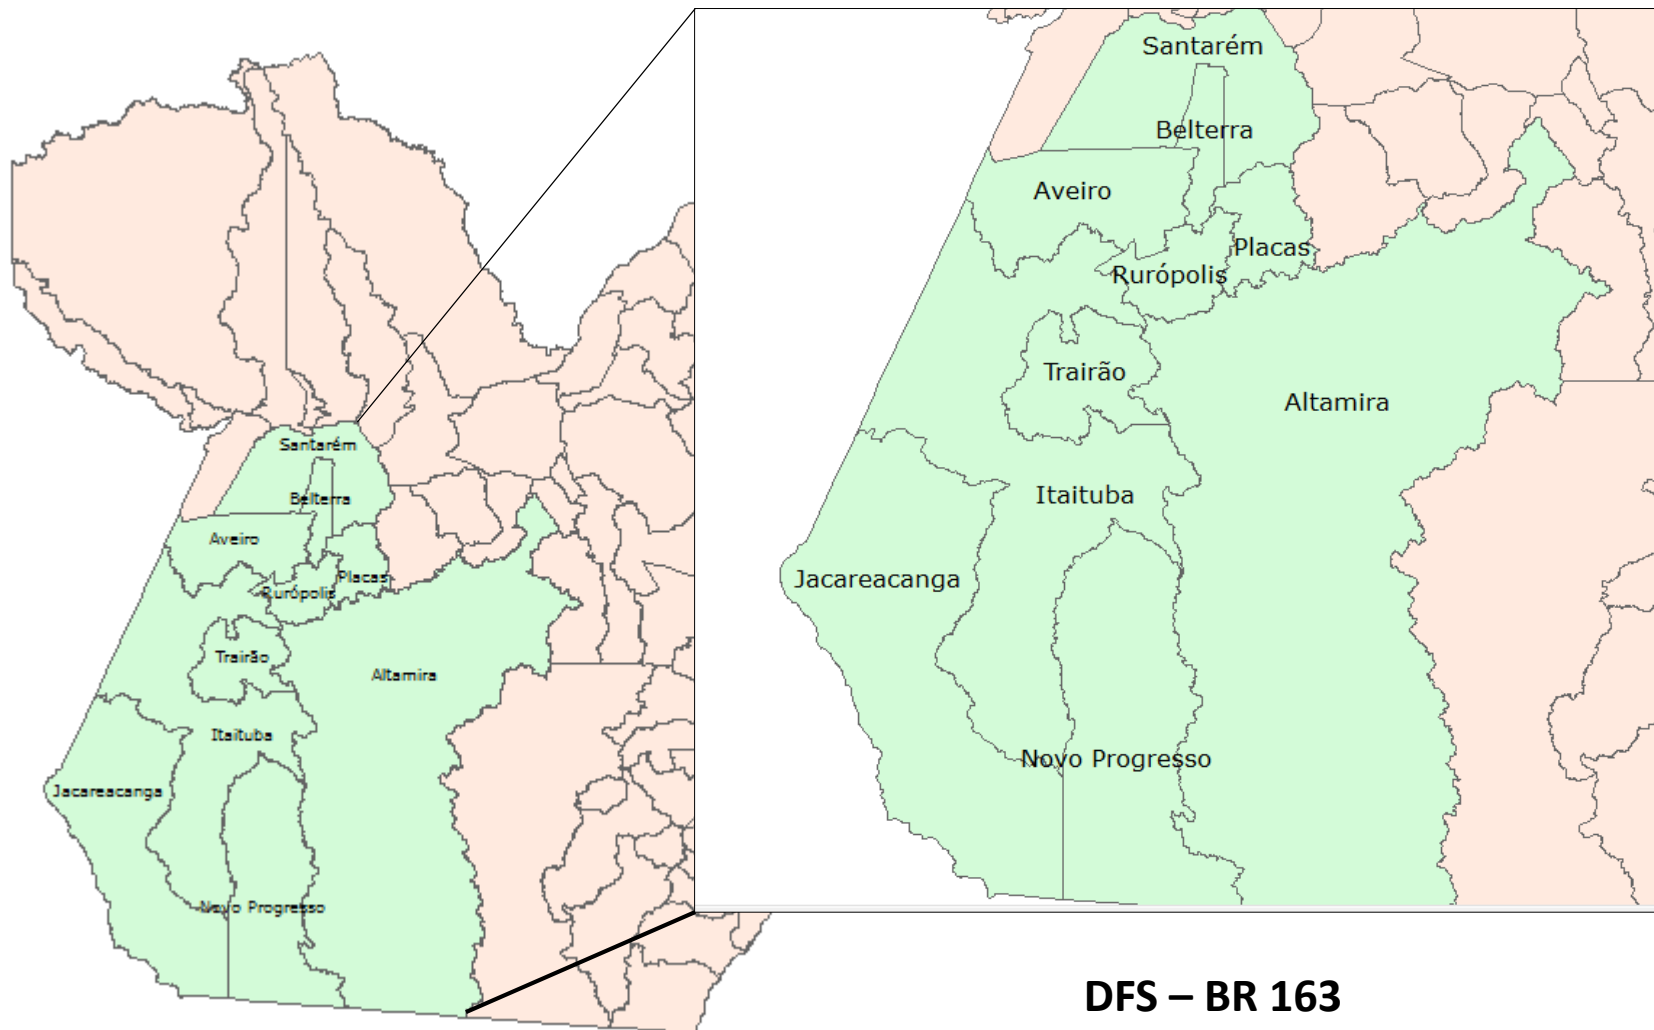 Santarém
Belterra
Aveiro
Placas
Rurópolis
Trairão
Altamira
Itaituba
Jacareacanga
Novo Progresso
Santarém
Belterra
Aveiro
Placas
Rurópolis
Trairão
Altamira
Itaituba
Jacareacanga
Novo Progresso
DFS – BR 163